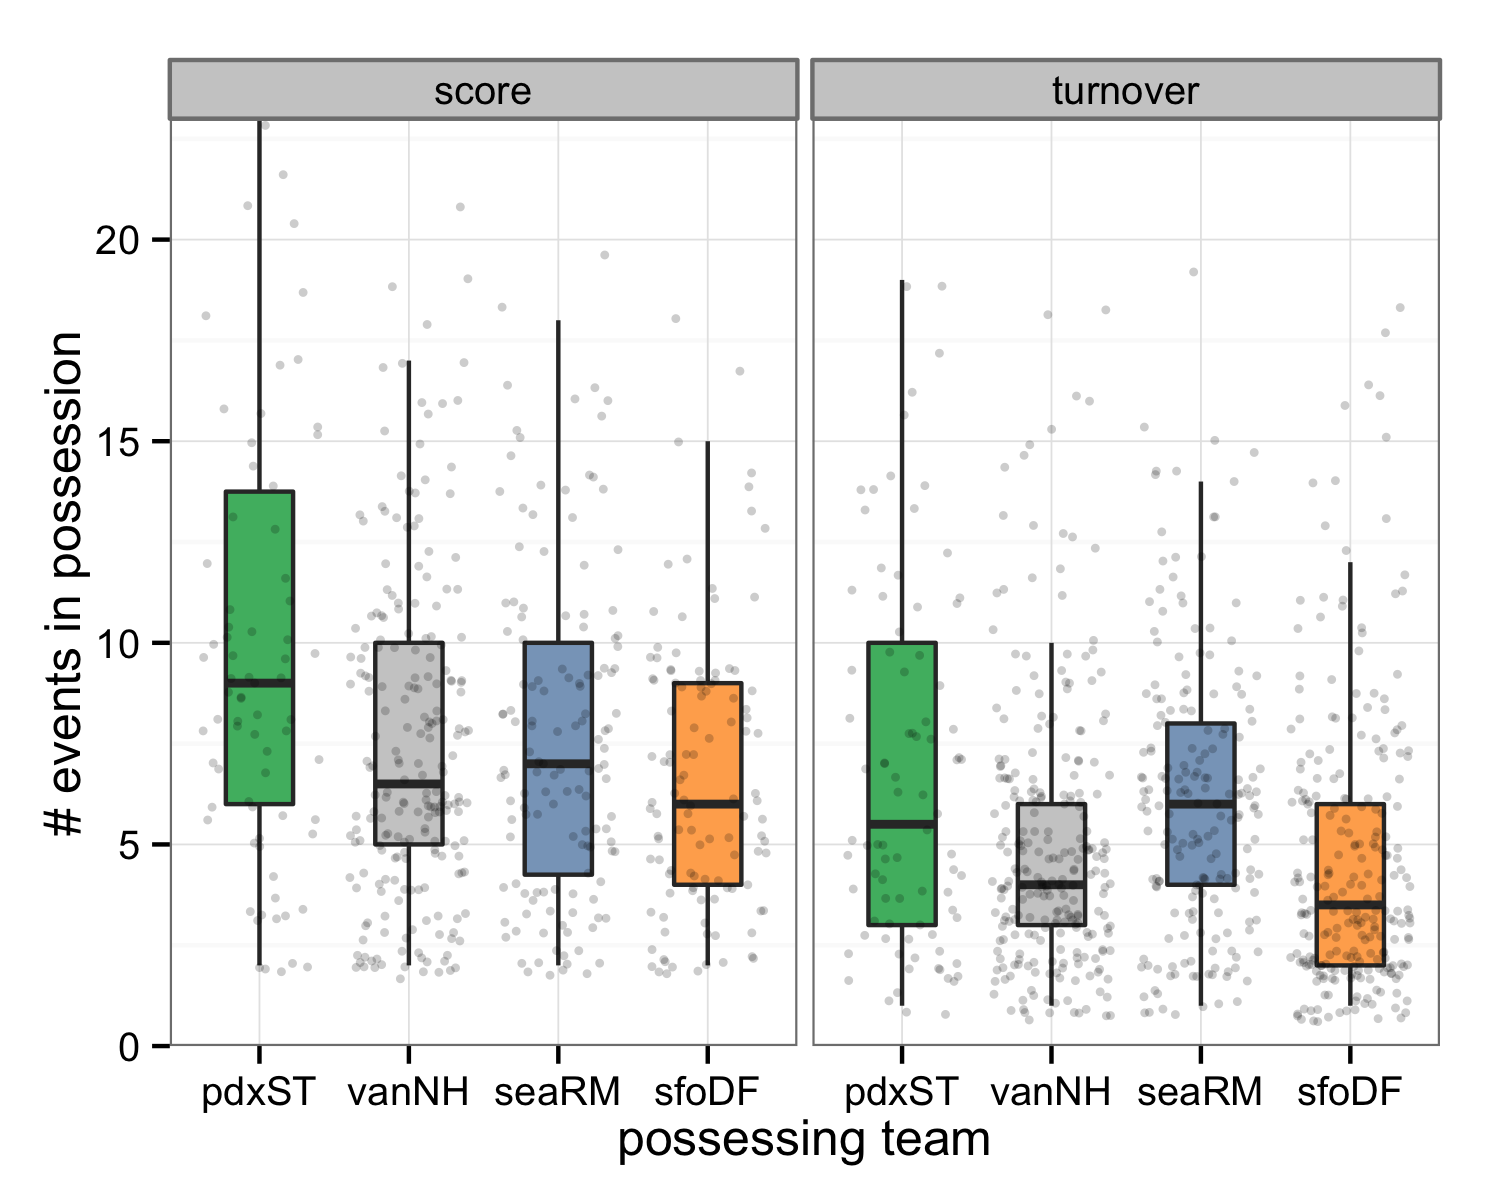 score
turnover
# events in possession
20
15
10
5
0
pdxST vanNH seaRM sfoDF
pdxST vanNH seaRM sfoDF
possessing team